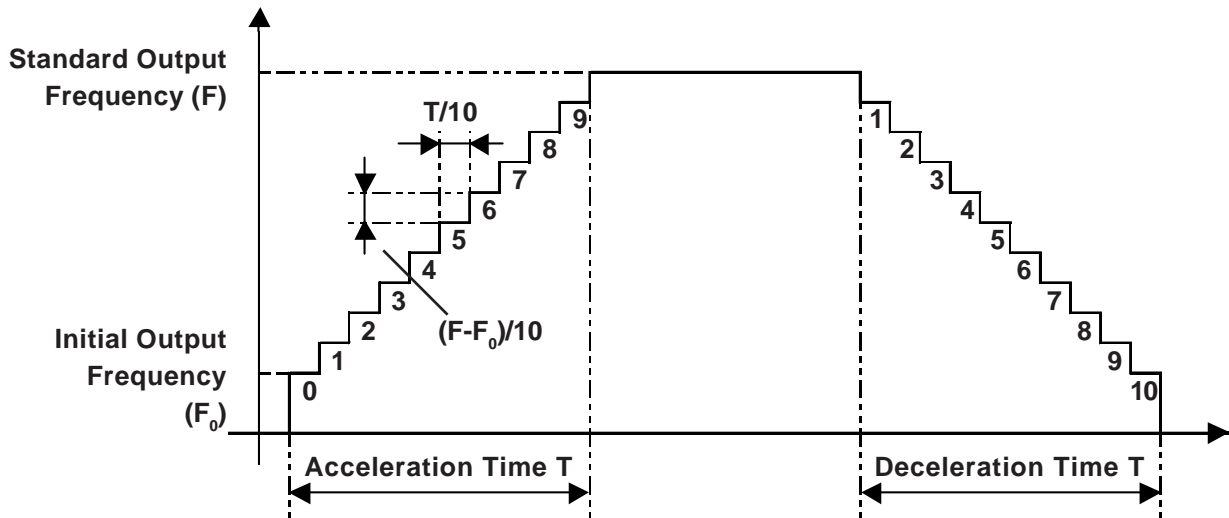 Standard Output
Frequency (F)
T/10
9
8
7
6
5
4
3
2
1
0
(F-F₀)/10
Initial Output
Frequency
(F₀)
1
2
3
4
5
6
7
8
9
10
Acceleration Time T
Deceleration Time T